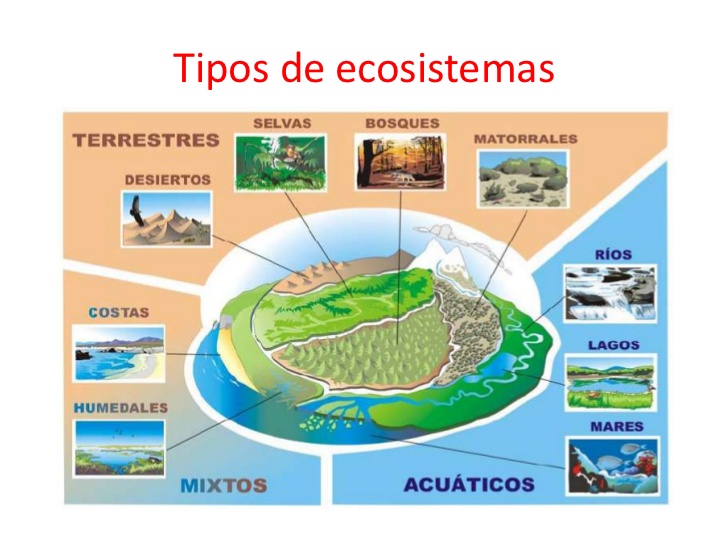 Tipos de ecosistemas
TERRESTRES
SELVAS
BOSQUES
MATORRALES
DESIERTOS
RÍOS
COSTAS
LAGOS
HUMEDALES
MARES
MIXTOS
ACUÁTICOS